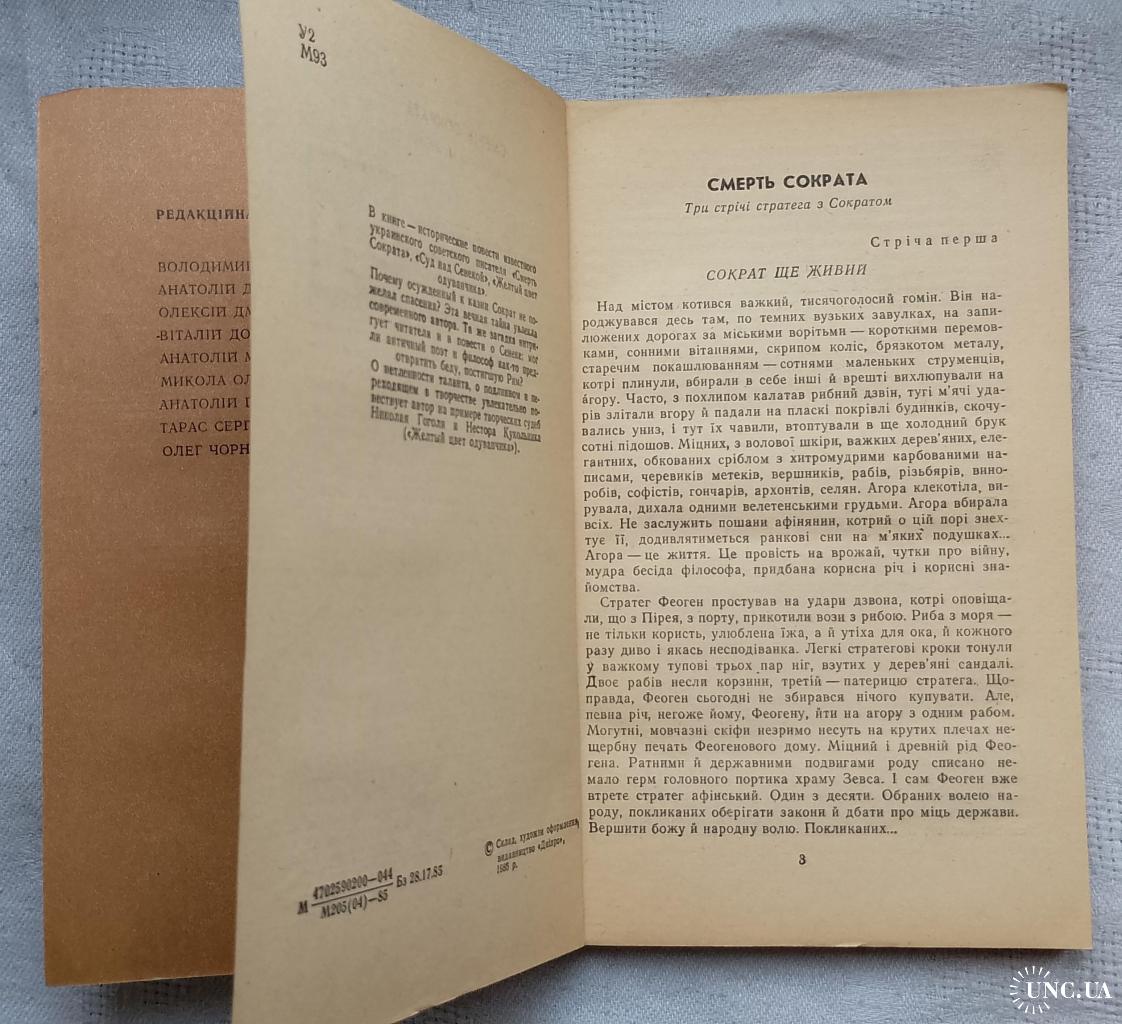 РЕДАКЦІЙНА
ВОЛОДИМИ
АНАТОЛІЙ Д
ОЛЕКСІЙ
ВІТАЛІЙ ДО
АНАТОЛІЙ М
МИКОЛА ОЛ
АНАТОЛІЙ
ТАРАС СЕРГ
ОЛЕГ ЧОРН
У2
М93
В книге — исторические повести известного
украинского советского писателя «Смерть
Сократа», «Суд над Сенекой», «Желтый цвет
одуванчика».
Почему осужденный к казни Сократ не по-
желал спасения? Эта вечная тайна увлекла
современного автора. Та же загадка интри-
гует читателя и в повести о Сенеке: мог
ли античный поэт и философ как-то пред-
отвратить беду, постигшую Рим?
О нетленности таланта, о подлинном и пе-
реходящем в творчестве увлекательно по-
вествует автор на примере творческих судеб
Николая Гоголя и Нестора Кукольника
(«Желтый цвет одуванчика»).
М 4702590200—044
М205(04)—85 Бз 28.17.85
© Склад, художнє оформлення,
видавництво «Дніпро»,
1985 р.
СМЕРТЬ СОКРАТА
Три стрічі стратега з Сократом
Стріча перша
СОКРАТ ЩЕ ЖИВИЙ
Над містом котився важкий, тисячоголосий гомін. Він на-
роджувався десь там, по темних вузьких завулках, на запи-
люжених дорогах за міськими ворітьми — короткими перемов-
ками, сонними вітаннями, скрипом коліс, брязкотом металу,
старечим покашлюванням — сотнями маленьких струменців,
котрі плинули, вбирали в себе інші й врешті вихлюпували на
агору. Часто, з похлипом калатав рибний дзвін, тугі м'ячі уда-
рів злітали вгору й падали на пласкі покрівлі будинків, скочу-
вались униз, і тут їх чавили, втоптували в ще холодний брук
сотні підошов. Міцних, з волової шкіри, важких дерев'яних, еле-
гантних, обкованих сріблом з хитромудрими карбованими на-
писами, черевиків метеків, вершників, рабів, різьбярів, вино-
робів, софістів, гончарів, архонтів, селян. Агора клекотіла, ви-
рувала, дихала одними велетенськими грудьми. Агора вбирала
всіх. Не заслужить пошани афінянин, котрий о цій порі знех-
тує її, додивлятиметься ранкові сни на м'яких подушках...
Агора — це життя. Це провість на врожай, чутки про війну,
мудра бесіда філософа, придбана корисна річ і корисні зна-
йомства.
Стратег Феоген простував на удари дзвона, котрі оповіща-
ли, що з Пірея, з порту, прикотили вози з рибою. Риба з моря —
не тільки користь, улюблена їжа, а й утіха для ока, й кожного
разу диво і якась несподіванка. Легкі стратегові кроки тонули
у важкому тупові трьох пар ніг, взутих у дерев'яні сандалі.
Двоє рабів несли корзини, третій — патерицю стратега. Що-
правда, Феоген сьогодні не збирався нічого купувати. Але,
певна річ, негоже йому, Феогену, йти на агору з одним рабом.
Могутні, мовчазні скіфи незримо несуть на крутих плечах не-
щербну печать Феогенового дому. Міцний і древній рід Фео-
гена. Ратними й державними подвигами роду списано не-
мало герм головного портика храму Зевса. І сам Феоген вже
втретє стратег афінський. Один з десяти. Обраних волею на-
роду, покликаних оберігати закони й дбати про міць держави.
Вершити божу й народну волю. Покликаних...
3
UNC.UA